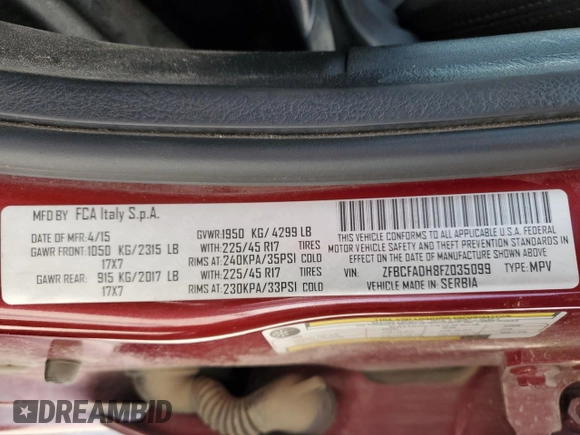 MFD BY FCA Italy S.p.A.
DATE OF MFR:4/15 GVWR:1950 KG/4299 LB
GAWR FRONT:1050 KG/2315 LB WITH:225/45 R17 TIRES
17X7 RIMS AT:240KPA/35PSI COLD
GAWR REAR: 915 KG/2017 LB WITH:225/45 R17 TIRES
17X7 RIMS AT:230KPA/33PSI COLD
THIS VEHICLE CONFORMS TO ALL APPLICABLE U.S.A. FEDERAL
MOTOR VEHICLE SAFETY, BUMPER AND THEFT PREVENTION
STANDARDS IN EFFECT ON THE
DATE OF MANUFACTURE SHOWN ABOVE.
VIN: ZFBCFADH8FZ035099 TYPE: MPV
VEHICLE MADE IN SERBIA
DREAMBID